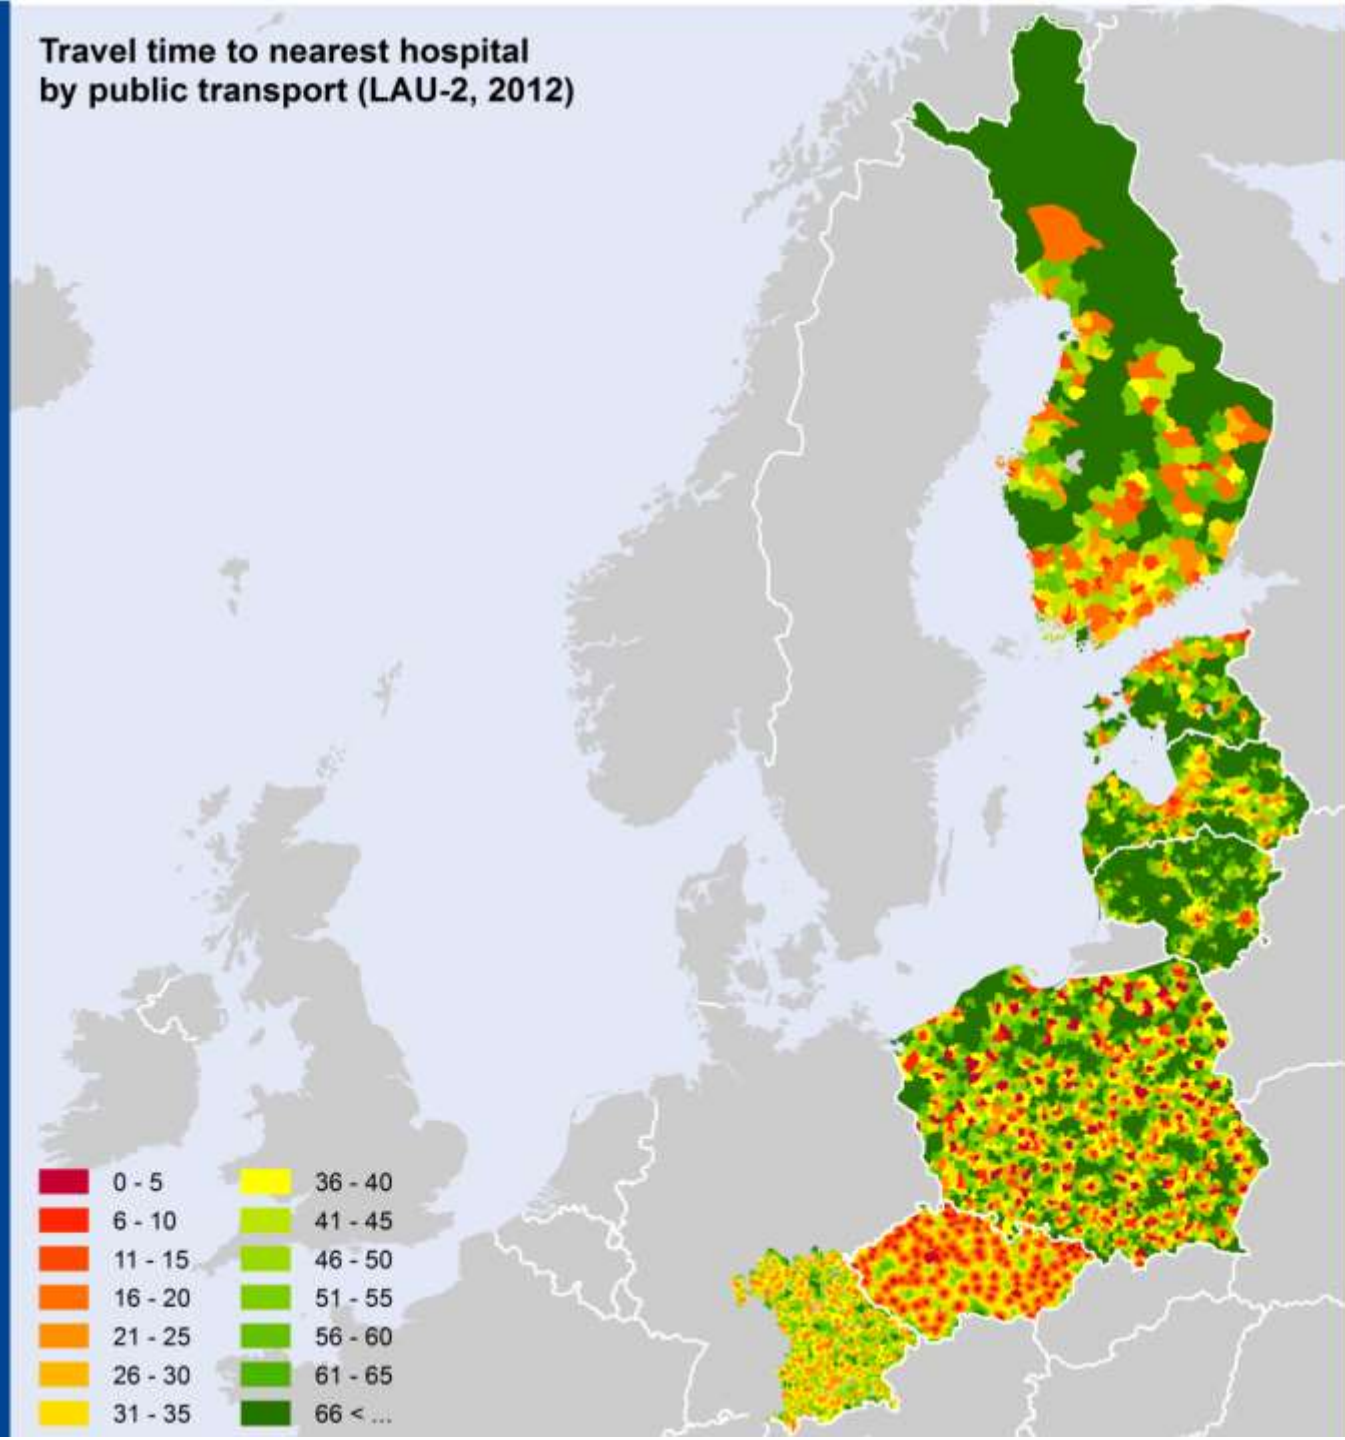 Travel time to nearest hospital
by public transport (LAU-2, 2012)
0 - 5
6 - 10
11 - 15
16 - 20
21 - 25
26 - 30
31 - 35
36 - 40
41 - 45
46 - 50
51 - 55
56 - 60
61 - 65
66 < ...